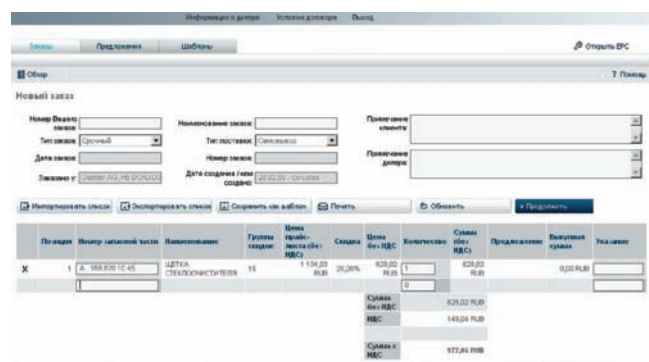 Информация о дилере Условия договора Выход
Заказы Предложения Шаблоны Открыть EPC
Обзор ? Помощь
Новый заказ
Номер Вашего заказа: Наименование заказа: Примечание клиента:
Тип заказа: Срочный Тип поставки: Самовывоз
Дата заказа: Номер заказа: Примечание дилера:
Заказано у: Дата создания / кем создано:
Импортировать список Экспортировать список Сохранить как шаблон Печать Обновить Продолжить
Позиция Номер запасной части Наименование Группа скидок Цена прайс-листа (без НДС) Скидка Цена без НДС Количество Сумма (без НДС) Предложение Выкупная сумма Указание
X 1 A 168 820 10 45 ЩЕТКА СТЕКЛООЧИСТИТЕЛЯ 15 1 104,03 RUB 25,00% 828,02 RUB 1 828,02 RUB 0,00 RUB
0
Сумма без НДС 828,02 RUB
НДС 149,04 RUB
Сумма с НДС 977,06 RUB